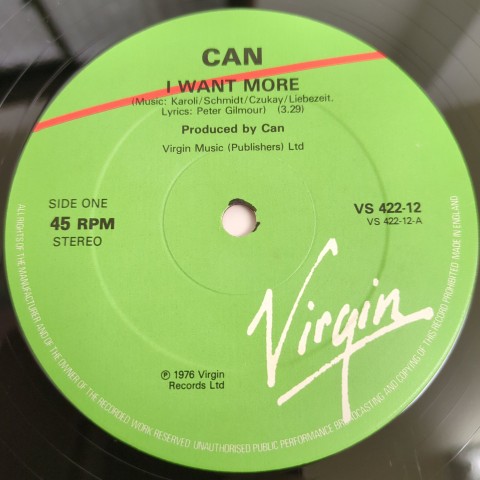 CAN
I WANT MORE
(Music: Karoli/Schmidt/Czukay/Liebezeit.
Lyrics: Peter Gilmour) (3.29)
Produced by Can
Virgin Music (Publishers) Ltd
SIDE ONE
45 RPM
STEREO
VS 422-12
VS 422-12-A
Virgin
℗ 1976 Virgin
Records Ltd
ALL RIGHTS OF THE MANUFACTURER AND OF THE OWNER OF THE RECORDED WORK RESERVED UNAUTHORISED PUBLIC PERFORMANCE BROADCASTING AND COPYING OF THIS RECORD PROHIBITED MADE IN ENGLAND